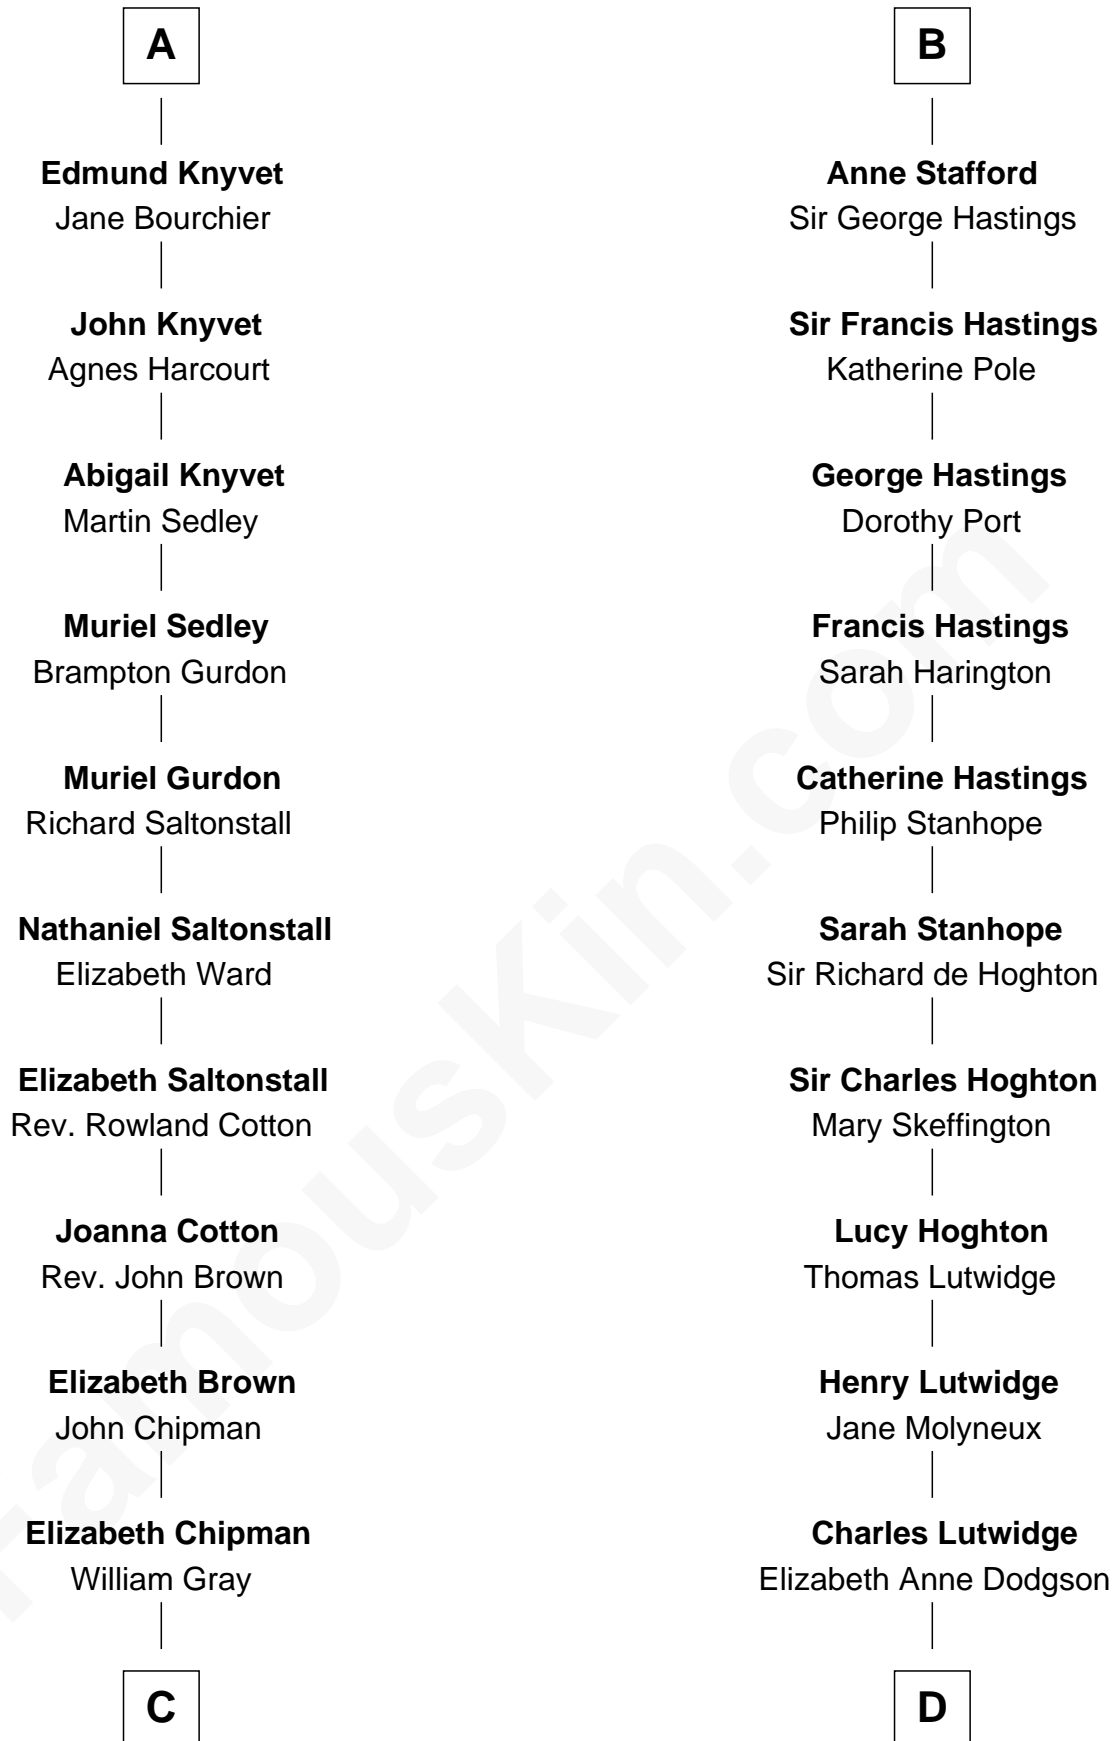 A
Edmund Knyvet
Jane Bourchier
John Knyvet
Agnes Harcourt
Abigail Knyvet
Martin Sedley
Muriel Sedley
Brampton Gurdon
Muriel Gurdon
Richard Saltonstall
Nathaniel Saltonstall
Elizabeth Ward
Elizabeth Saltonstall
Rev. Rowland Cotton
Joanna Cotton
Rev. John Brown
Elizabeth Brown
John Chipman
Elizabeth Chipman
William Gray
C
B
Anne Stafford
Sir George Hastings
Sir Francis Hastings
Katherine Pole
George Hastings
Dorothy Port
Francis Hastings
Sarah Harington
Catherine Hastings
Philip Stanhope
Sarah Stanhope
Sir Richard de Hoghton
Sir Charles Hoghton
Mary Skeffington
Lucy Hoghton
Thomas Lutwidge
Henry Lutwidge
Jane Molyneux
Charles Lutwidge
Elizabeth Anne Dodgson
D
FamousKin.com